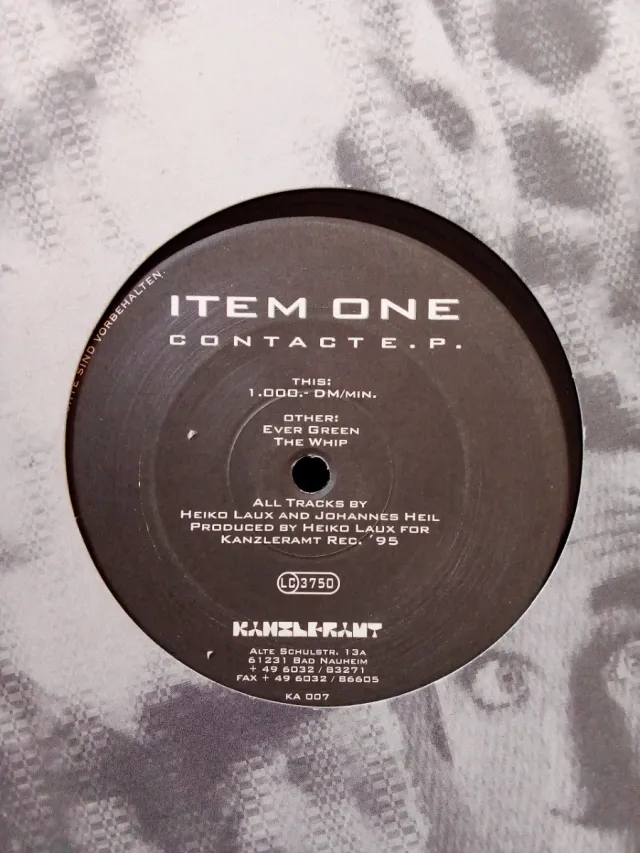 SIND VORBEHALTEN.
ITEM ONE
CONTACT E.P.
THIS:
1.000.- DM/MIN.
OTHER:
EVER GREEN
THE WHIP
ALL TRACKS BY
HEIKO LAUX AND JOHANNES HEIL
PRODUCED BY HEIKO LAUX FOR
KANZLERAMT REC. '95
LC 3750
KANZLERAMT
ALTE SCHULSTR. 13A
61231 BAD NAUHEIM
+ 49 6032 / 83271
FAX + 49 6032 / 86605
KA 007